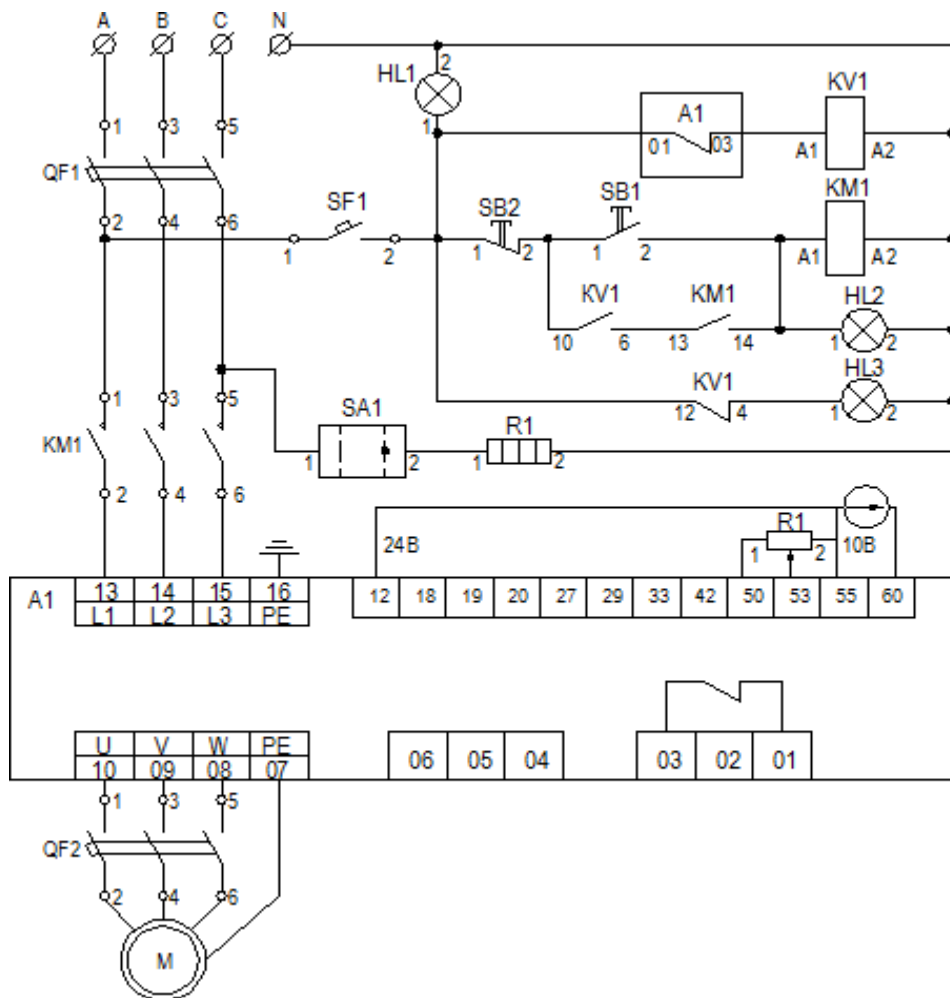 A B C N
HL1 2
1
A1
01 03
KV1
A1 A2
1 3 5
QF1
2 4 6
SF1
1 2
SB2
1 2
SB1
1 2
KM1
A1 A2
KV1
10 6
KM1
13 14
HL2
1 2
KV1
12 4
HL3
1 2
1 3 5
KM1
2 4 6
SA1
1 2
R1
1 2
24В
R1
1 2
10В
A1
13 14 15 16
L1 L2 L3 PE
12 18 19 20 27 29 33 42 50 53 55 60
U V W PE
10 09 08 07
06 05 04
03 02 01
1 3 5
QF2
2 4 6
M